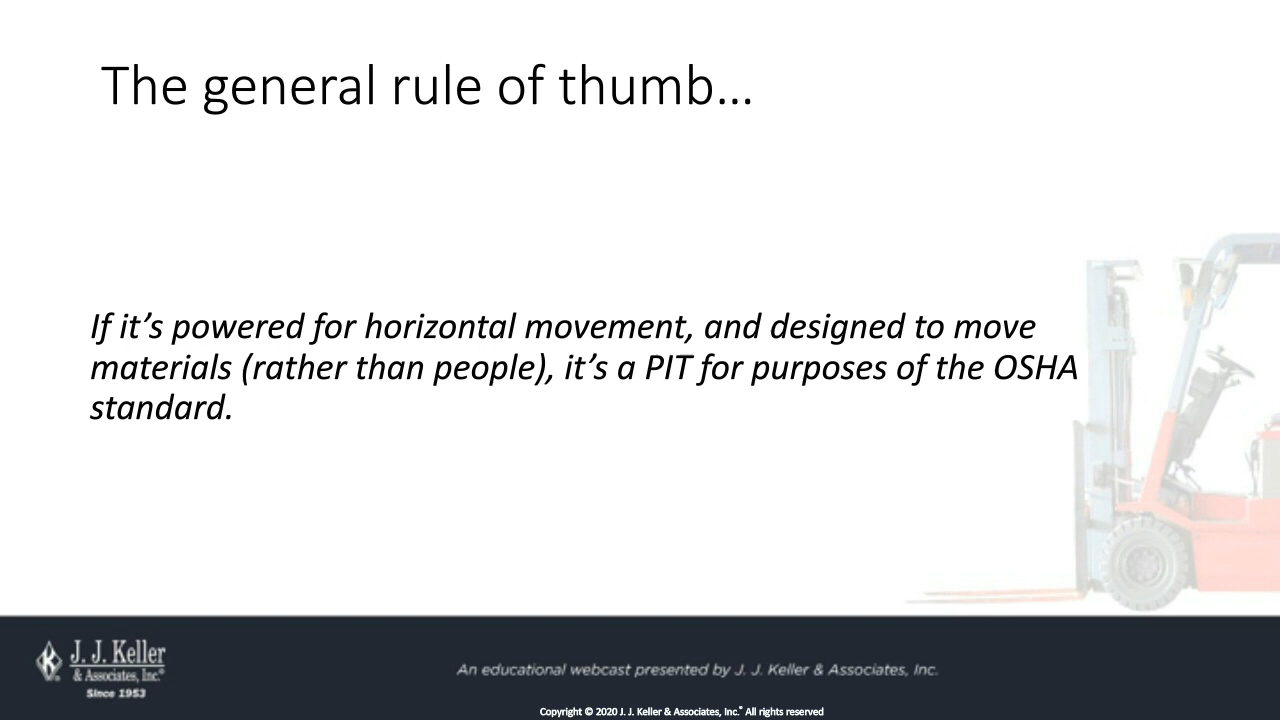 The general rule of thumb…
If it’s powered for horizontal movement, and designed to move
materials (rather than people), it’s a PIT for purposes of the OSHA
standard.
J. J. Keller
& Associates, Inc.®
Since 1953
An educational webcast presented by J. J. Keller & Associates, Inc.
Copyright © 2020 J. J. Keller & Associates, Inc.® All rights reserved